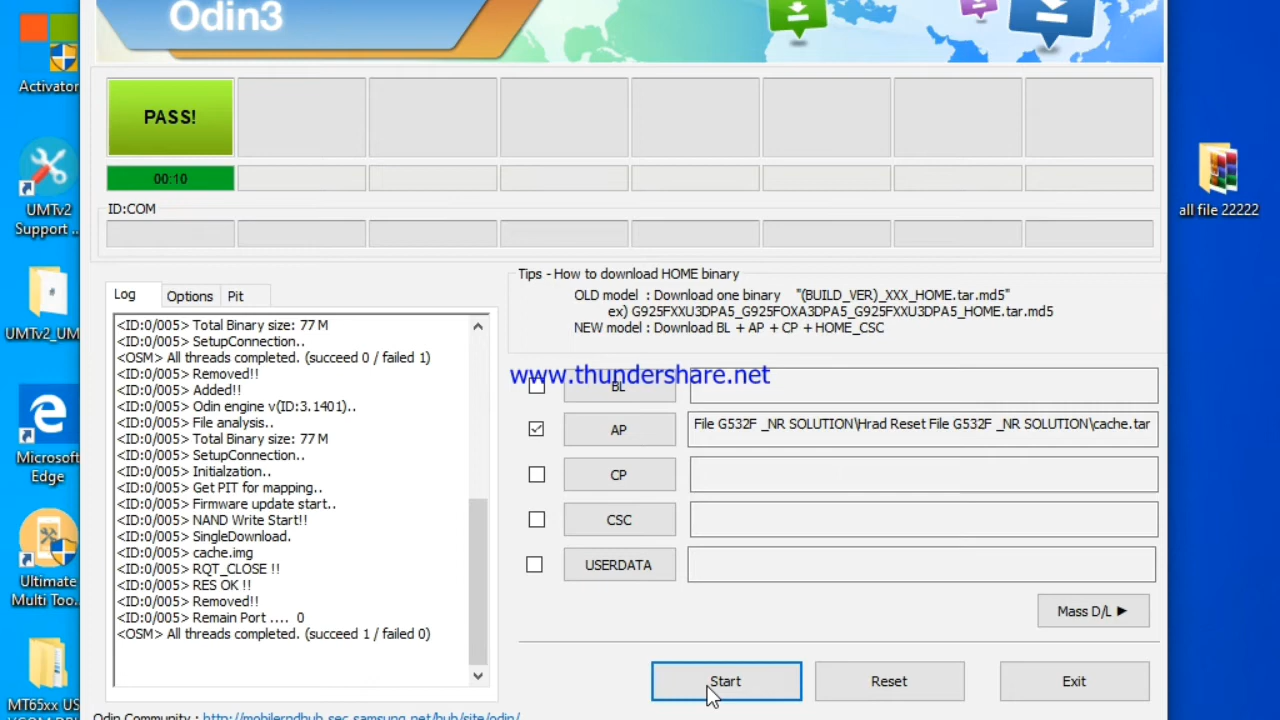 Odin3
Activator
UMTv2
Support ...
UMTv2_UM
Microsoft
Edge
Ultimate
Multi Too...
MT65xx US
all file 22222
PASS!
00:10
ID:COM
Log
Options
Pit
<ID:0/005> Total Binary size: 77 M
<ID:0/005> SetupConnection..
<OSM> All threads completed. (succeed 0 / failed 1)
<ID:0/005> Removed!!
<ID:0/005> Added!!
<ID:0/005> Odin engine v(ID:3.1401)..
<ID:0/005> File analysis..
<ID:0/005> Total Binary size: 77 M
<ID:0/005> SetupConnection..
<ID:0/005> Initialzation..
<ID:0/005> Get PIT for mapping..
<ID:0/005> Firmware update start..
<ID:0/005> NAND Write Start!!
<ID:0/005> SingleDownload.
<ID:0/005> cache.img
<ID:0/005> RQT_CLOSE !!
<ID:0/005> RES OK !!
<ID:0/005> Removed!!
<ID:0/005> Remain Port .... 0
<OSM> All threads completed. (succeed 1 / failed 0)
Tips - How to download HOME binary
OLD model : Download one binary "(BUILD_VER)_XXX_HOME.tar.md5"
ex) G925FXXU3DPA5_G925FOXA3DPA5_G925FXXU3DPA5_HOME.tar.md5
NEW model : Download BL + AP + CP + HOME_CSC
www.thundershare.net
BL
AP
File G532F _NR SOLUTION\Hrad Reset File G532F _NR SOLUTION\cache.tar
CP
CSC
USERDATA
Mass D/L ►
Start
Reset
Exit
Odin Community : http://mobilerndhub.sec.samsung.net/hub/site/odin/